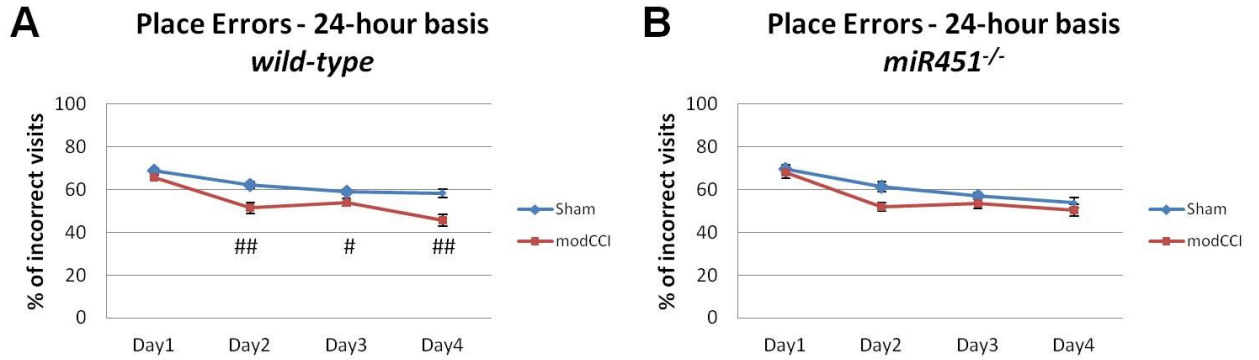 A
Place Errors - 24-hour basis
wild-type
% of incorrect visits
100
80
60
40
20
0
## # ##
Day1 Day2 Day3 Day4
Sham
modCCI
B
Place Errors - 24-hour basis
miR451-/-
% of incorrect visits
100
80
60
40
20
0
Day1 Day2 Day3 Day4
Sham
modCCI